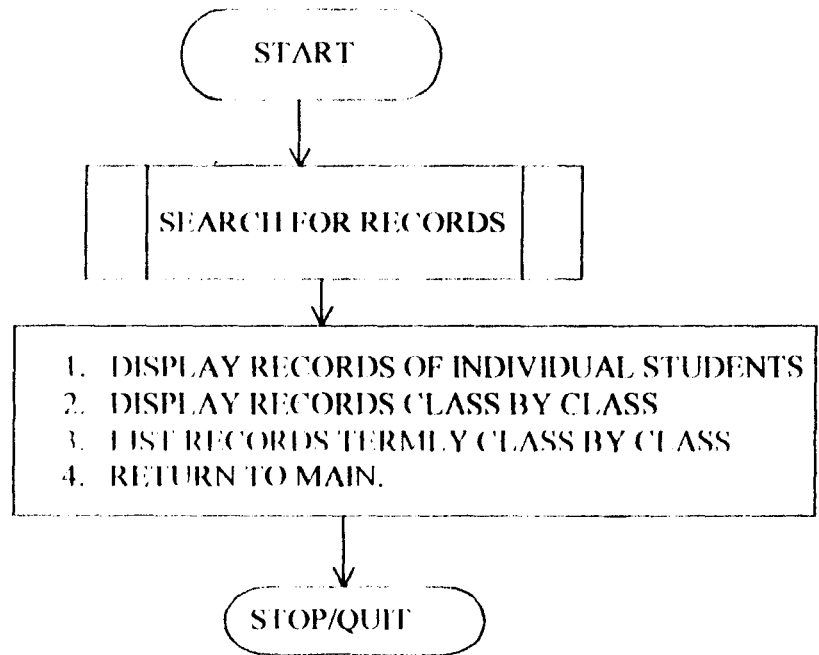 START
SEARCH FOR RECORDS
1. DISPLAY RECORDS OF INDIVIDUAL STUDENTS
2. DISPLAY RECORDS CLASS BY CLASS
3. LIST RECORDS TERMLY CLASS BY CLASS
4. RETURN TO MAIN.
STOP/QUIT